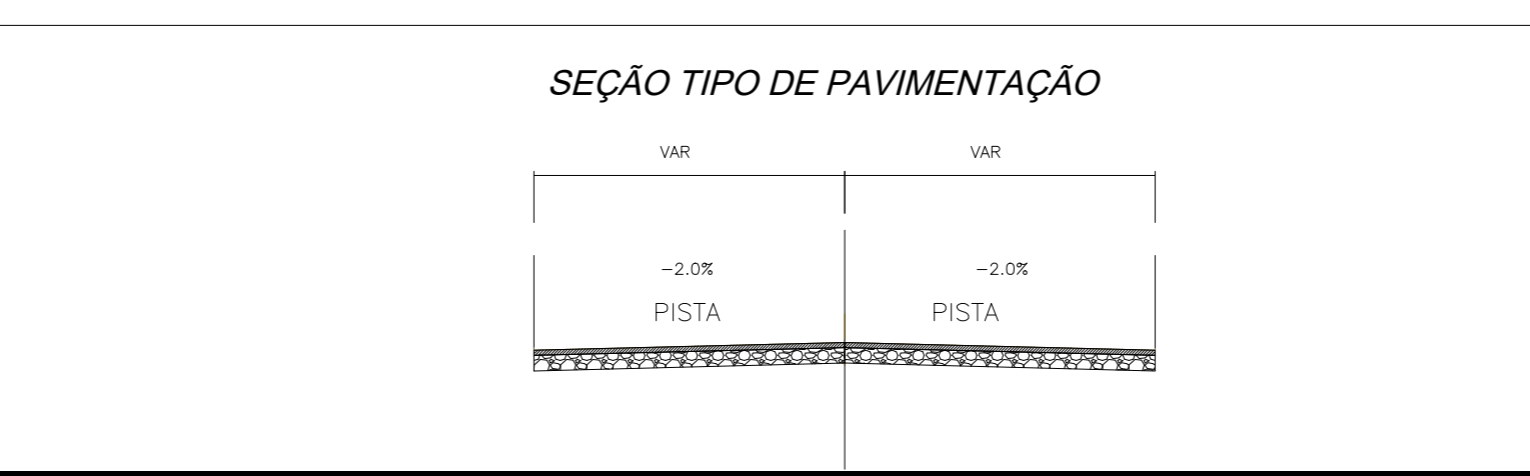 SEÇÃO TIPO DE PAVIMENTAÇÃO
VAR VAR
−2.0% −2.0%
PISTA PISTA